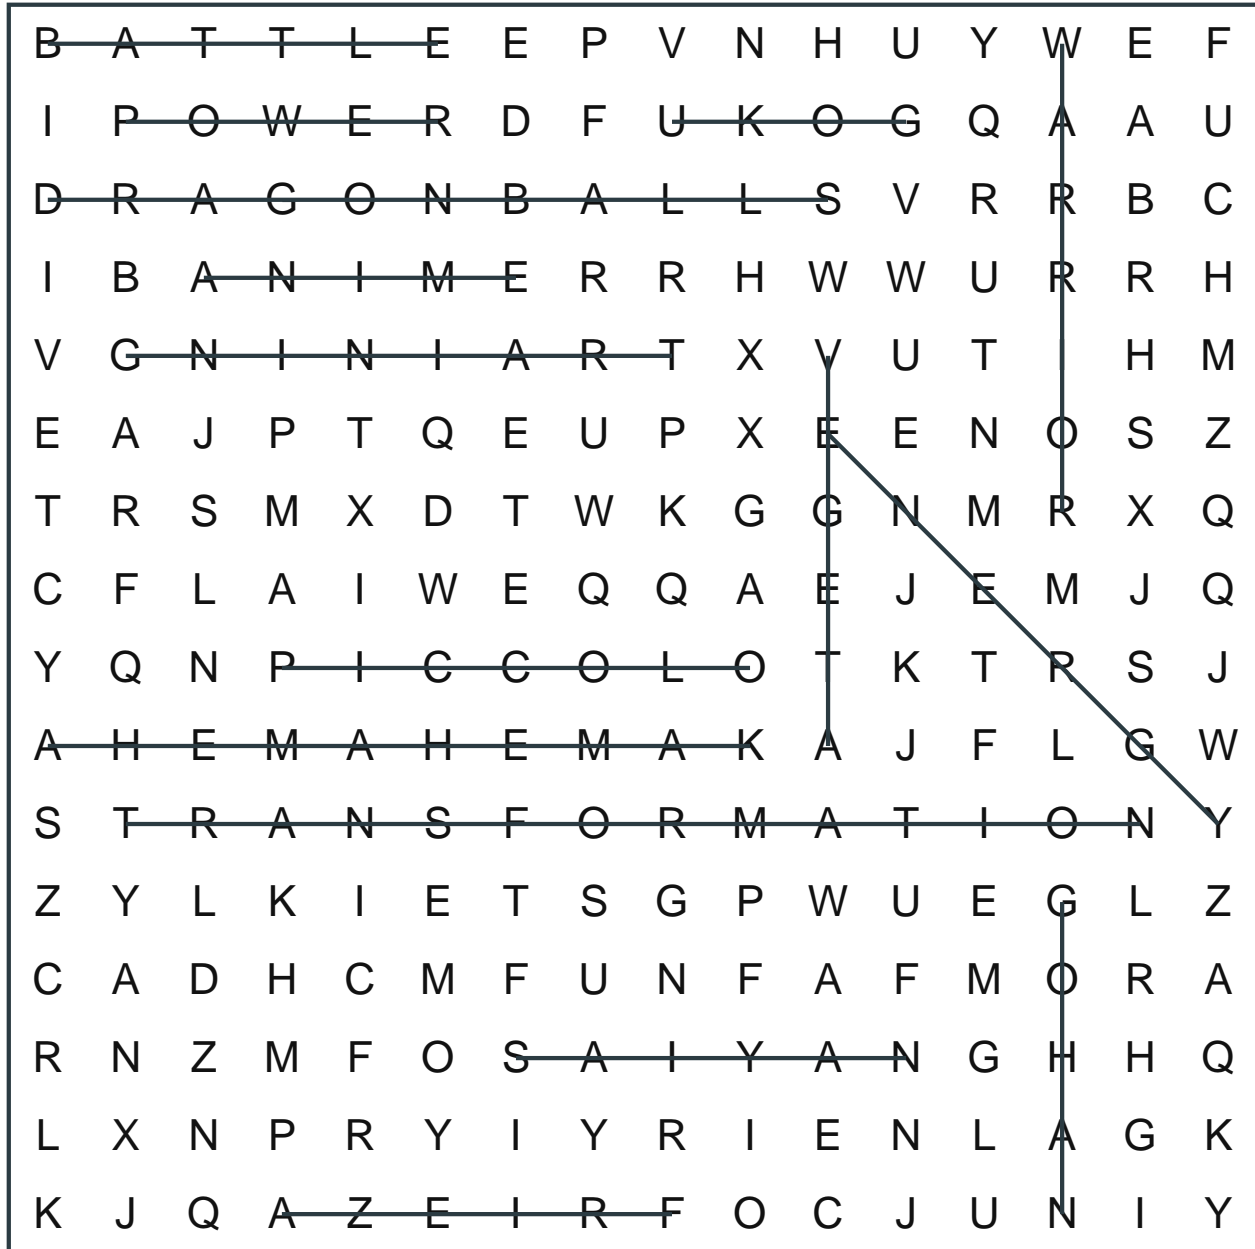 B A T T L E E P V N H U Y W E F
I P O W E R D F U K O G Q A A U
D R A G O N B A L L S V R R B C
I B A N I M E R R H W W U R R H
V G N I N I A R T X V U T I H M
E A J P T Q E U P X E E N O S Z
T R S M X D T W K G G N M R X Q
C F L A I W E Q Q A E J E M J Q
Y Q N P I C C O L O T K T R S J
A H E M A H E M A K A J F L G W
S T R A N S F O R M A T I O N Y
Z Y L K I E T S G P W U E G L Z
C A D H C M F U N F A F M O R A
R N Z M F O S A I Y A N G H H Q
L X N P R Y I Y R I E N L A G K
K J Q A Z E I R F O C J U N I Y